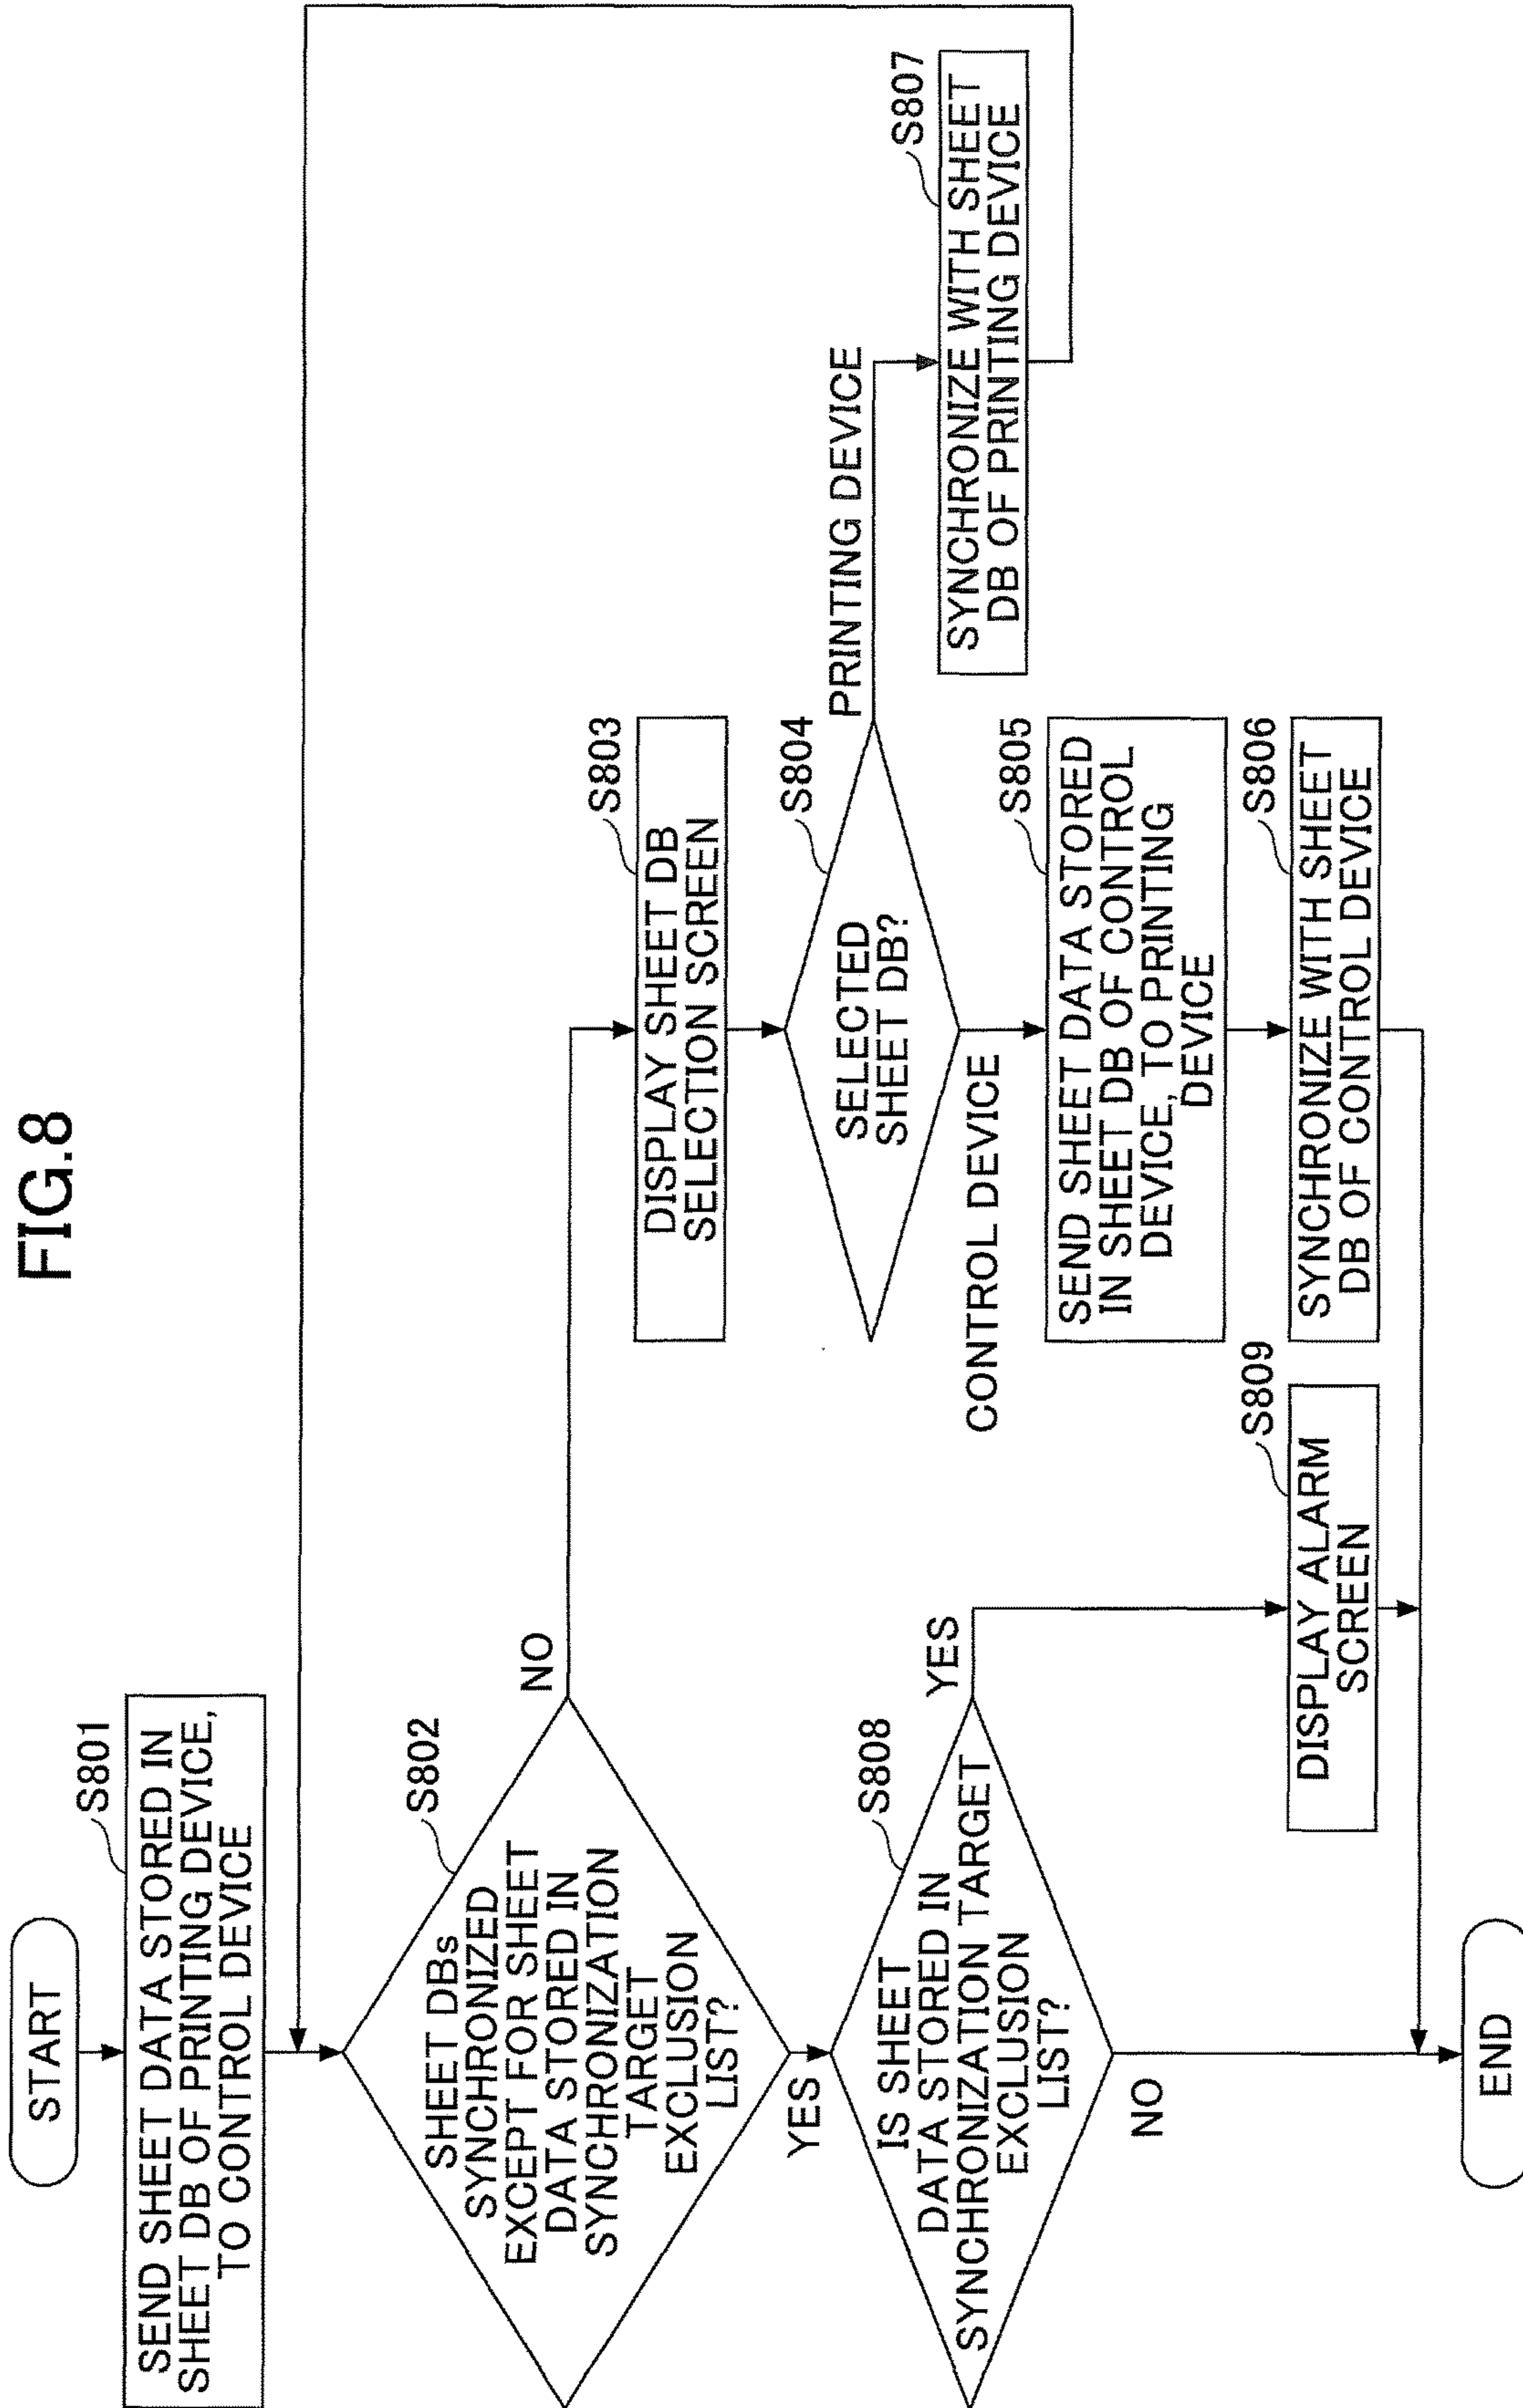 FIG.8
START
S801
SEND SHEET DATA STORED IN
SHEET DB OF PRINTING DEVICE,
TO CONTROL DEVICE
S802
SHEET DBs
SYNCHRONIZED
EXCEPT FOR SHEET
DATA STORED IN
SYNCHRONIZATION
TARGET
EXCLUSION
LIST?
NO
YES
S803
DISPLAY SHEET DB
SELECTION SCREEN
S804
SELECTED
SHEET DB?
PRINTING DEVICE
CONTROL DEVICE
S807
SYNCHRONIZE WITH SHEET
DB OF PRINTING DEVICE
S805
SEND SHEET DATA STORED
IN SHEET DB OF CONTROL
DEVICE, TO PRINTING
DEVICE
S806
SYNCHRONIZE WITH SHEET
DB OF CONTROL DEVICE
S808
IS SHEET
DATA STORED IN
SYNCHRONIZATION TARGET
EXCLUSION
LIST?
YES
NO
S809
DISPLAY ALARM
SCREEN
END